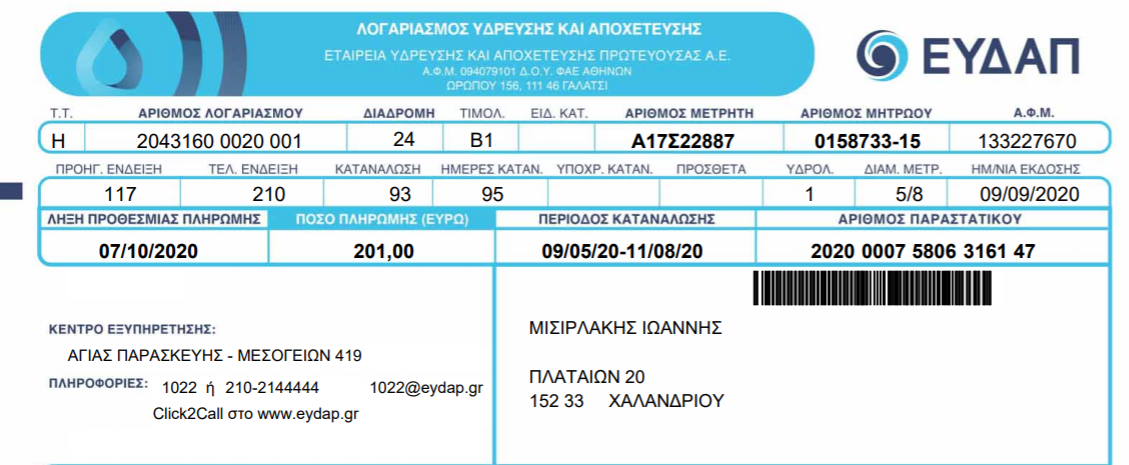 ΛΟΓΑΡΙΑΣΜΟΣ ΥΔΡΕΥΣΗΣ ΚΑΙ ΑΠΟΧΕΤΕΥΣΗΣ
ΕΤΑΙΡΕΙΑ ΥΔΡΕΥΣΗΣ ΚΑΙ ΑΠΟΧΕΤΕΥΣΗΣ ΠΡΩΤΕΥΟΥΣΑΣ Α.Ε.
Α.Φ.Μ. 094079101 Δ.Ο.Υ. ΦΑΕ ΑΘΗΝΩΝ
ΩΡΩΠΟΥ 156, 111 46 ΓΑΛΑΤΣΙ
ΕΥΔΑΠ
Τ.Τ. ΑΡΙΘΜΟΣ ΛΟΓΑΡΙΑΣΜΟΥ ΔΙΑΔΡΟΜΗ ΤΙΜΟΛ. ΕΙΔ. ΚΑΤ. ΑΡΙΘΜΟΣ ΜΕΤΡΗΤΗ ΑΡΙΘΜΟΣ ΜΗΤΡΩΟΥ Α.Φ.Μ.
Η 2043160 0020 001 24 Β1 Α17Σ22887 0158733-15 133227670
ΠΡΟΗΓ. ΕΝΔΕΙΞΗ ΤΕΛ. ΕΝΔΕΙΞΗ ΚΑΤΑΝΑΛΩΣΗ ΗΜΕΡΕΣ ΚΑΤΑΝ. ΥΠΟΧΡ. ΚΑΤΑΝ. ΠΡΟΣΘΕΤΑ ΥΔΡΟΛ. ΔΙΑΜ. ΜΕΤΡ. ΗΜ/ΝΙΑ ΕΚΔΟΣΗΣ
117 210 93 95 1 5/8 09/09/2020
ΛΗΞΗ ΠΡΟΘΕΣΜΙΑΣ ΠΛΗΡΩΜΗΣ ΠΟΣΟ ΠΛΗΡΩΜΗΣ (ΕΥΡΩ) ΠΕΡΙΟΔΟΣ ΚΑΤΑΝΑΛΩΣΗΣ ΑΡΙΘΜΟΣ ΠΑΡΑΣΤΑΤΙΚΟΥ
07/10/2020 201,00 09/05/20-11/08/20 2020 0007 5806 3161 47
ΚΕΝΤΡΟ ΕΞΥΠΗΡΕΤΗΣΗΣ:
ΑΓΙΑΣ ΠΑΡΑΣΚΕΥΗΣ - ΜΕΣΟΓΕΙΩΝ 419
ΠΛΗΡΟΦΟΡΙΕΣ: 1022 ή 210-2144444 1022@eydap.gr
Click2Call στο www.eydap.gr
ΜΙΣΙΡΛΑΚΗΣ ΙΩΑΝΝΗΣ
ΠΛΑΤΑΙΩΝ 20
152 33 ΧΑΛΑΝΔΡΙΟΥ